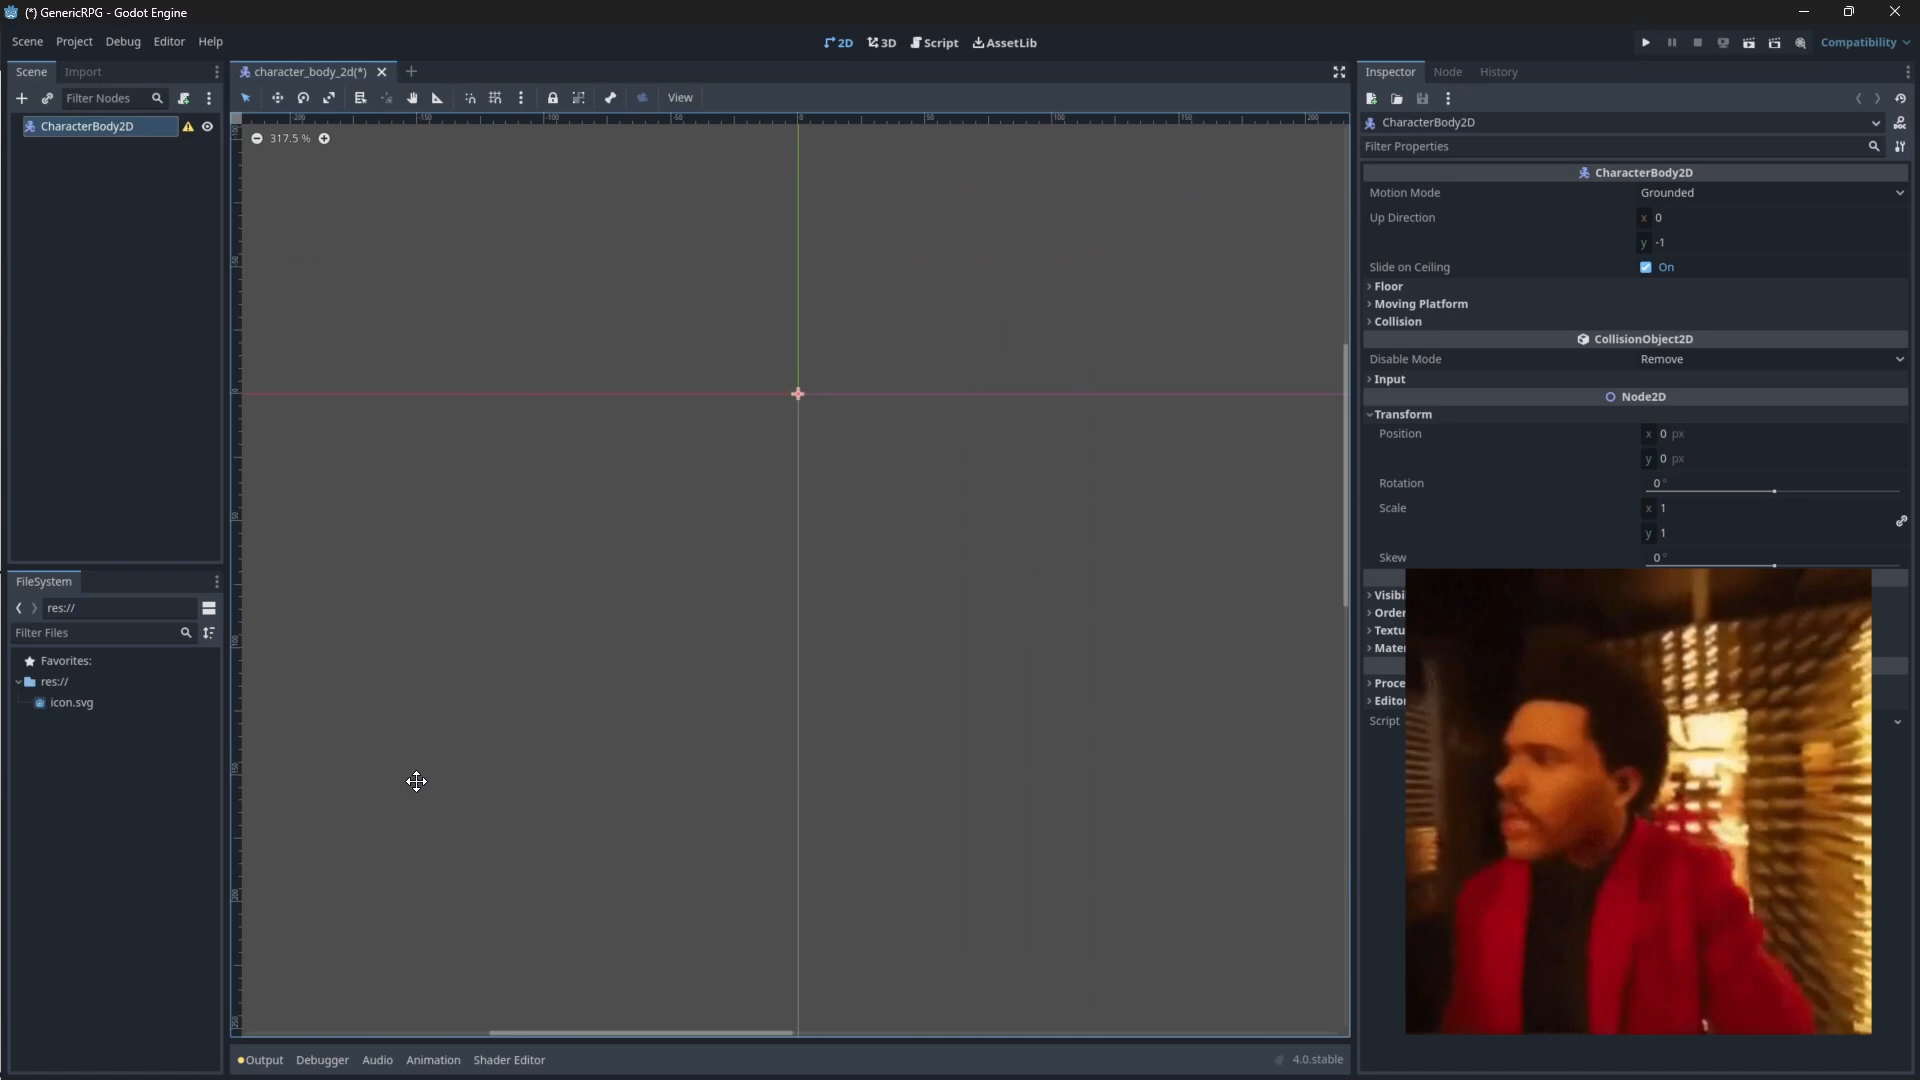 (*) GenericRPG - Godot Engine
Scene Project Debug Editor Help
2D 3D Script AssetLib
Compatibility
Scene Import
character_body_2d(*)
Inspector Node History
Filter Nodes
View
CharacterBody2D
CharacterBody2D
Filter Properties
317.5 %
CharacterBody2D
Motion Mode Grounded
Up Direction x 0
y -1
Slide on Ceiling On
Floor
Moving Platform
Collision
CollisionObject2D
Disable Mode Remove
Input
Node2D
Transform
Position x 0 px
y 0 px
Rotation 0 °
Scale x 1
y 1
Skew 0 °
Visibi
Order
Textu
Mater
Proce
Editor
Script
FileSystem
res://
Filter Files
Favorites:
res://
icon.svg
Output Debugger Audio Animation Shader Editor
4.0.stable